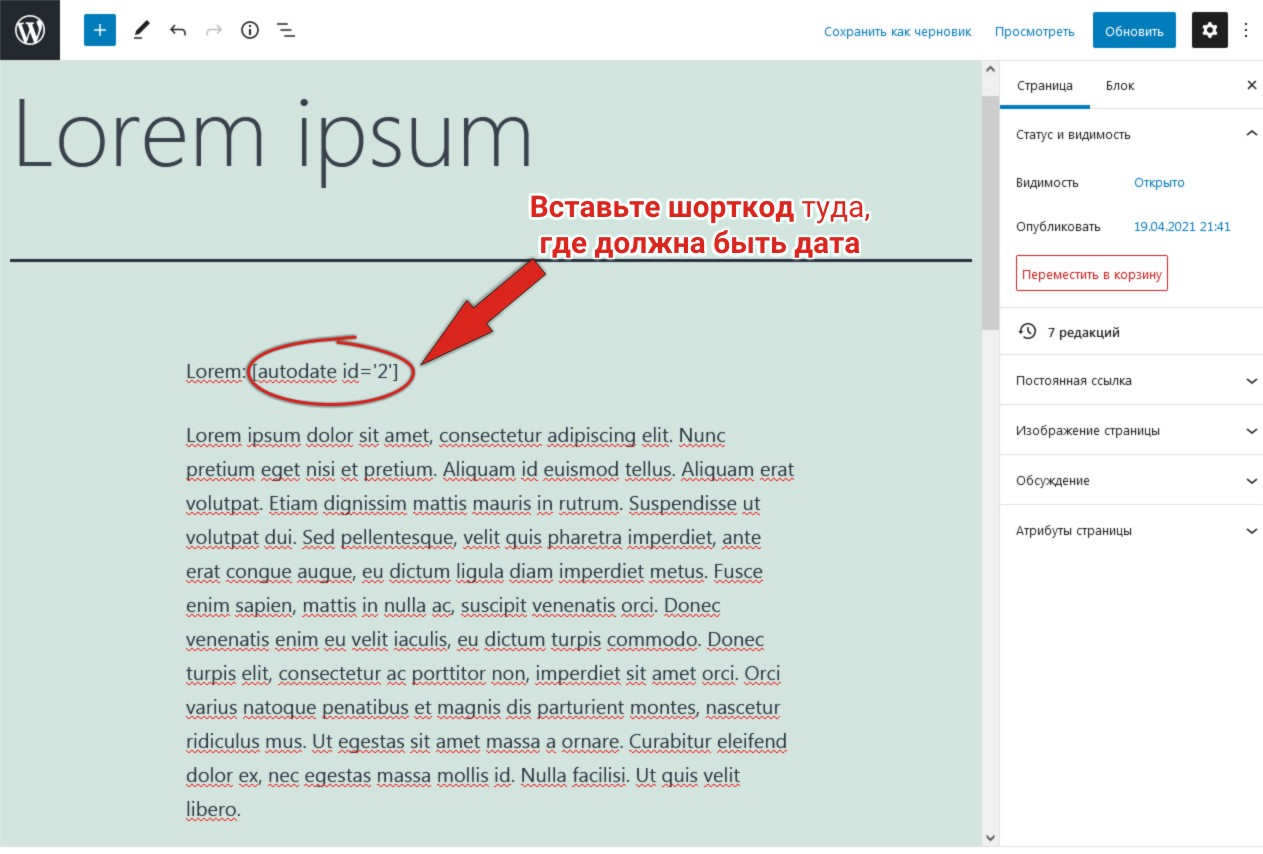 Сохранить как черновик
Просмотреть
Обновить
Lorem ipsum
Вставьте шорткод туда,
где должна быть дата
Lorem: [autodate id='2']
Lorem ipsum dolor sit amet, consectetur adipiscing elit. Nunc
pretium eget nisi et pretium. Aliquam id euismod tellus. Aliquam erat
volutpat. Etiam dignissim mattis mauris in rutrum. Suspendisse ut
volutpat dui. Sed pellentesque, velit quis pharetra imperdiet, ante
erat congue augue, eu dictum ligula diam imperdiet metus. Fusce
enim sapien, mattis in nulla ac, suscipit venenatis orci. Donec
venenatis enim eu velit iaculis, eu dictum turpis commodo. Donec
turpis elit, consectetur ac porttitor non, imperdiet sit amet orci. Orci
varius natoque penatibus et magnis dis parturient montes, nascetur
ridiculus mus. Ut egestas sit amet massa a ornare. Curabitur eleifend
dolor ex, nec egestas massa mollis id. Nulla facilisi. Ut quis velit
libero.
Страница
Блок
Статус и видимость
Видимость Открыто
Опубликовать 19.04.2021 21:41
Переместить в корзину
7 редакций
Постоянная ссылка
Изображение страницы
Обсуждение
Атрибуты страницы